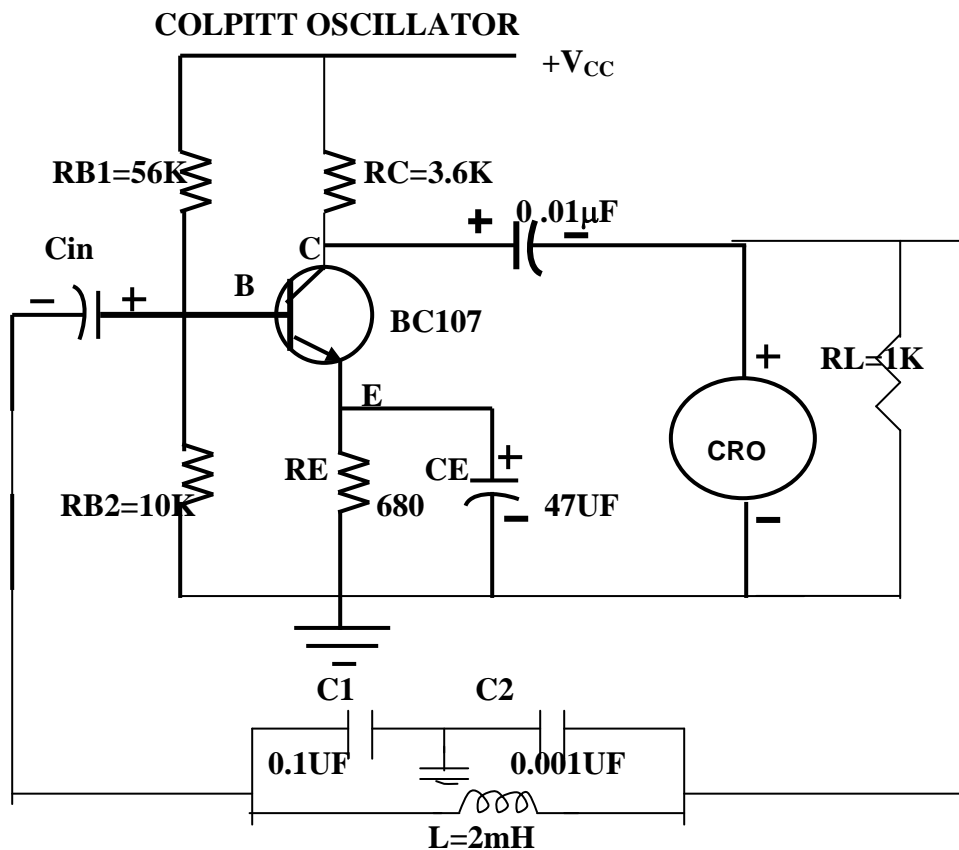 COLPITT OSCILLATOR
+VCC
RB1=56K
RC=3.6K
+ 0 .01μF -
Cin
C
- +
B
BC107
+
RL=1K
E
CRO
RE
CE +
RB2=10K
680
- 47UF
-
C1
C2
0.1UF
0.001UF
L=2mH